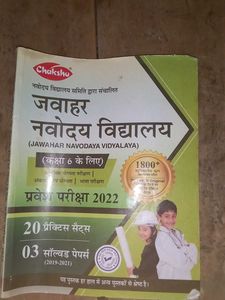 Chakshu
नवोदय विद्यालय समिति द्वारा संचालित
जवाहर
नवोदय विद्यालय
(JAWAHAR NAVODAYA VIDYALAYA)
(कक्षा 6 के लिए)
1800+
प्रवेश परीक्षा 2022
20 प्रैक्टिस सेट्स
03 सॉल्वड पेपर्स
(2019-2021)